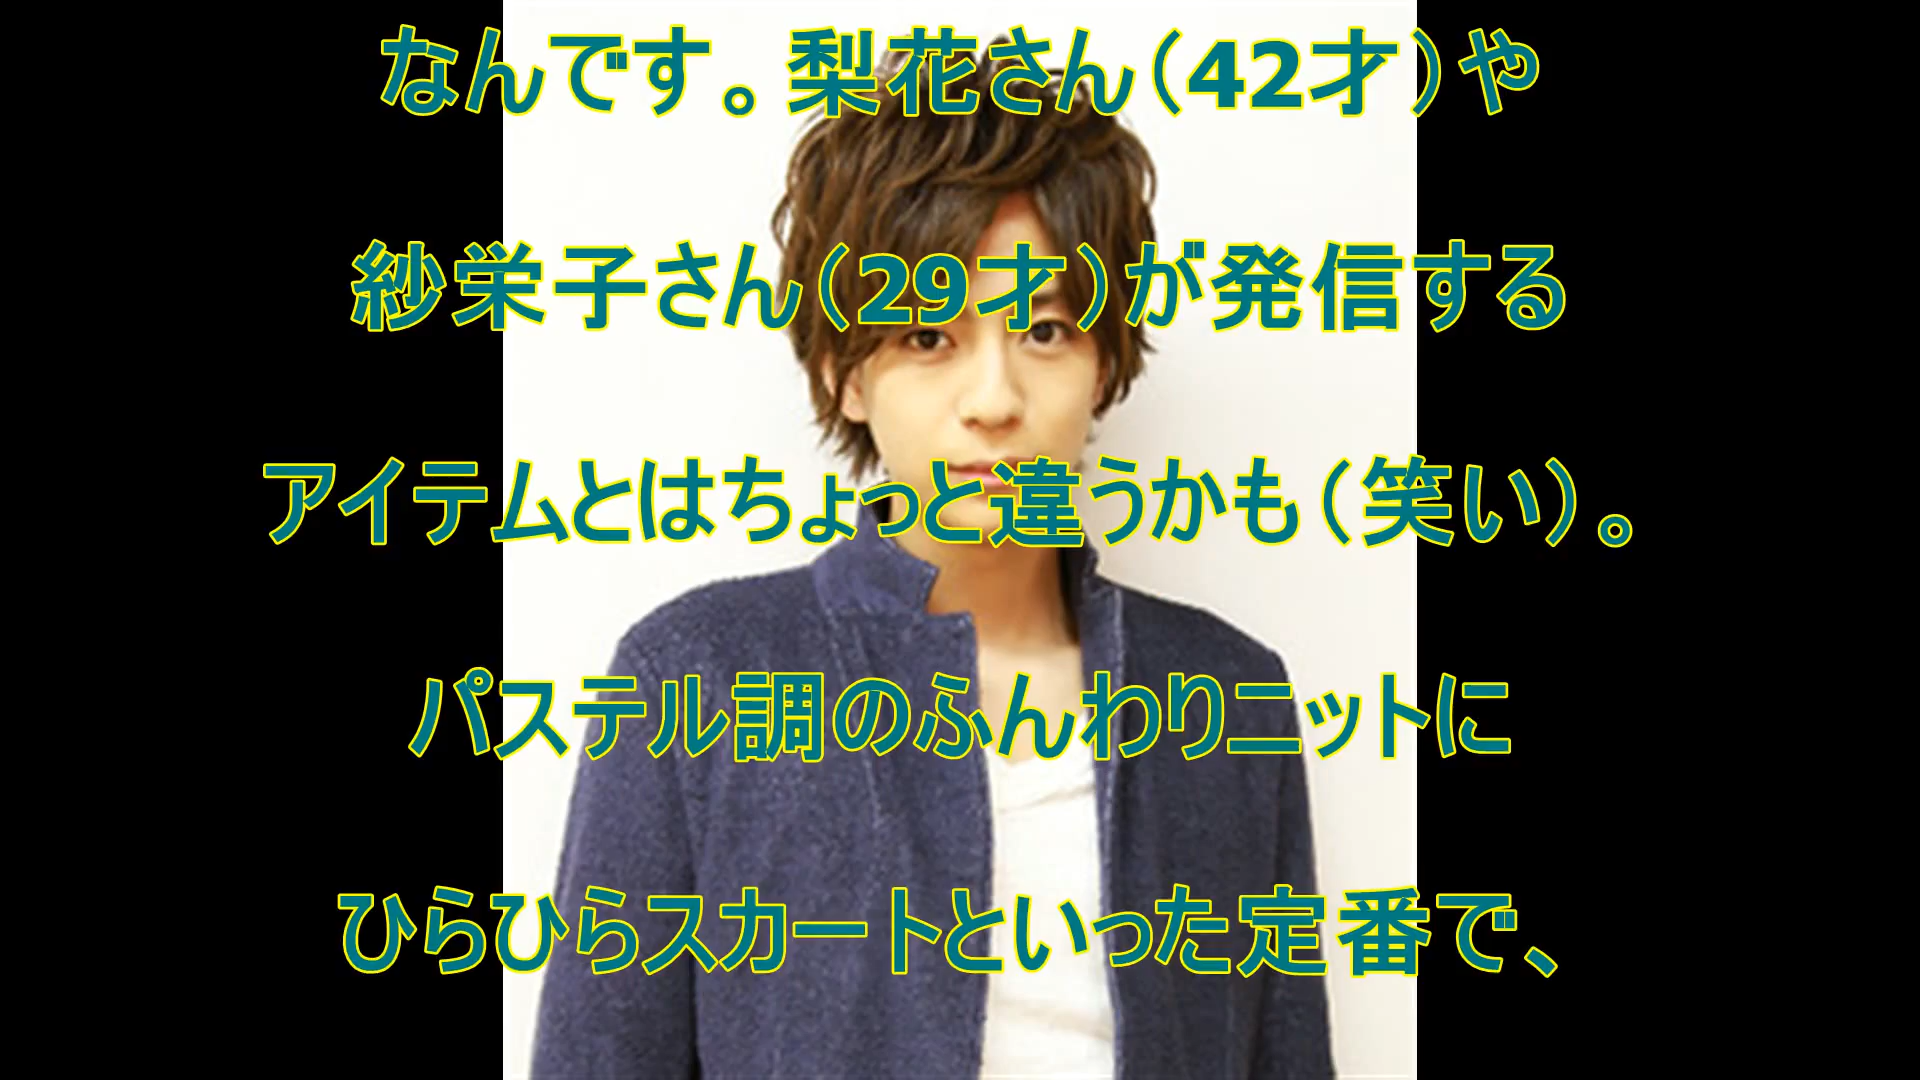 なんです。梨花さん（42才）や
紗栄子さん（29才）が発信する
アイテムとはちょっと違うかも（笑い）。
パステル調のふんわりニットに
ひらひらスカートといった定番で、